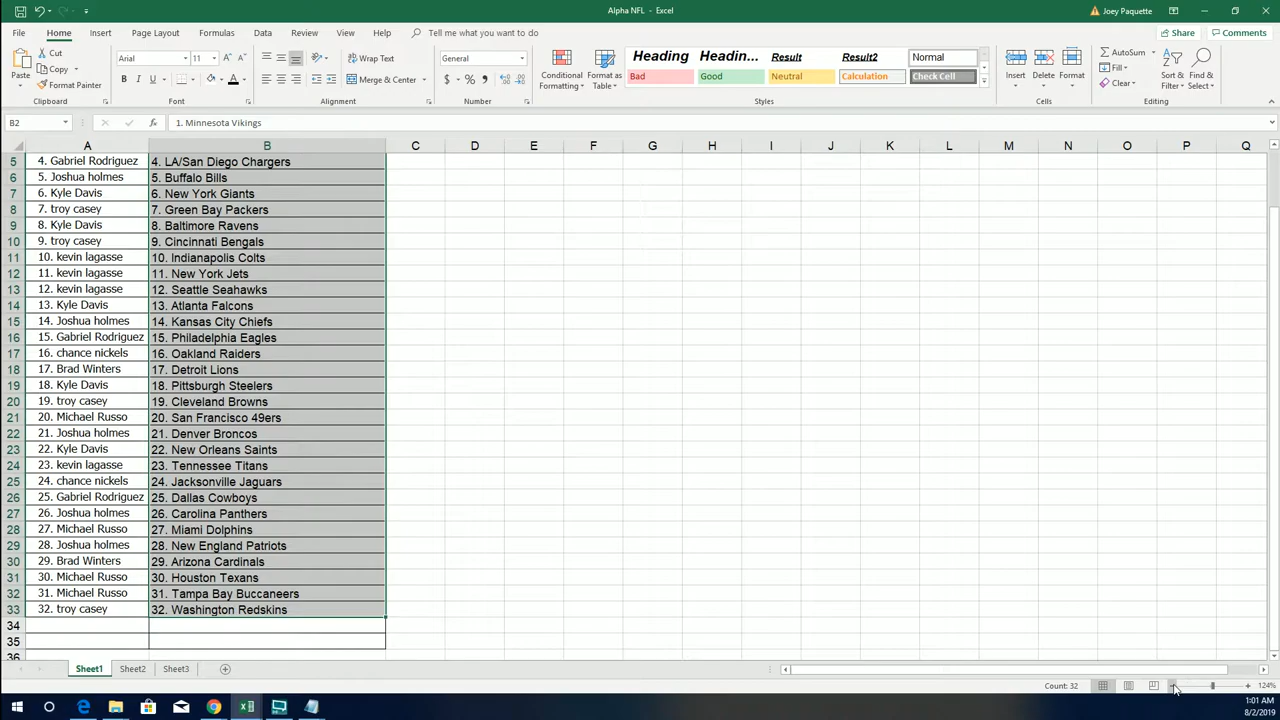 Alpha NFL - Excel
Joey Paquette
File Home Insert Page Layout Formulas Data Review View Help Tell me what you want to do
Share Comments
Paste
Cut
Copy
Format Painter
Clipboard
Arial 11
B I U
Font
Wrap Text
Merge & Center
Alignment
General
$ % ,
Number
Conditional Formatting
Format as Table
Heading Headin... Result Result2 Normal
Bad Good Neutral Calculation Check Cell
Styles
Insert Delete Format
Cells
AutoSum
Fill
Clear
Sort & Filter
Find & Select
Editing
B2 fx 1. Minnesota Vikings
A B C D E F G H I J K L M N O P Q
5 4. Gabriel Rodriguez 4. LA/San Diego Chargers
6 5. Joshua holmes 5. Buffalo Bills
7 6. Kyle Davis 6. New York Giants
8 7. troy casey 7. Green Bay Packers
9 8. Kyle Davis 8. Baltimore Ravens
10 9. troy casey 9. Cincinnati Bengals
11 10. kevin lagasse 10. Indianapolis Colts
12 11. kevin lagasse 11. New York Jets
13 12. kevin lagasse 12. Seattle Seahawks
14 13. Kyle Davis 13. Atlanta Falcons
15 14. Joshua holmes 14. Kansas City Chiefs
16 15. Gabriel Rodriguez 15. Philadelphia Eagles
17 16. chance nickels 16. Oakland Raiders
18 17. Brad Winters 17. Detroit Lions
19 18. Kyle Davis 18. Pittsburgh Steelers
20 19. troy casey 19. Cleveland Browns
21 20. Michael Russo 20. San Francisco 49ers
22 21. Joshua holmes 21. Denver Broncos
23 22. Kyle Davis 22. New Orleans Saints
24 23. kevin lagasse 23. Tennessee Titans
25 24. chance nickels 24. Jacksonville Jaguars
26 25. Gabriel Rodriguez 25. Dallas Cowboys
27 26. Joshua holmes 26. Carolina Panthers
28 27. Michael Russo 27. Miami Dolphins
29 28. Joshua holmes 28. New England Patriots
30 29. Brad Winters 29. Arizona Cardinals
31 30. Michael Russo 30. Houston Texans
32 31. Michael Russo 31. Tampa Bay Buccaneers
33 32. troy casey 32. Washington Redskins
34
35
36
Sheet1 Sheet2 Sheet3
Count: 32 124%
1:01 AM
8/2/2019